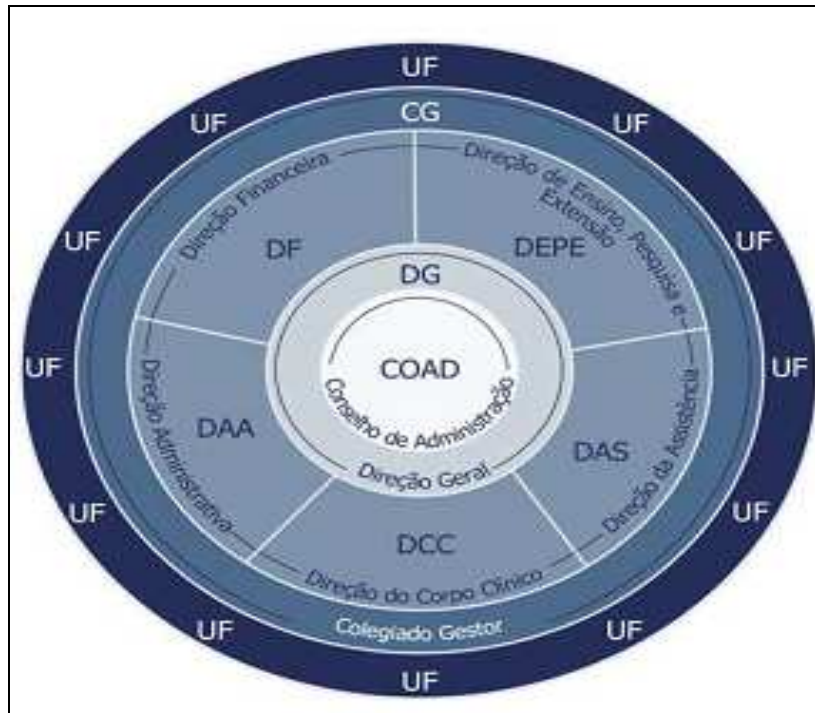 UF
UF
UF
CG
Direção Financeira
Direção de Ensino, Pesquisa e
Extensão
UF
UF
DF
DEPE
DG
UF
UF
COAD
Conselho de Administração
DAA
DAS
Direção Administrativa
Direção da Assistência
Direção Geral
UF
UF
DCC
Direção do Corpo Clínico
Colegiado Gestor
UF
UF
UF